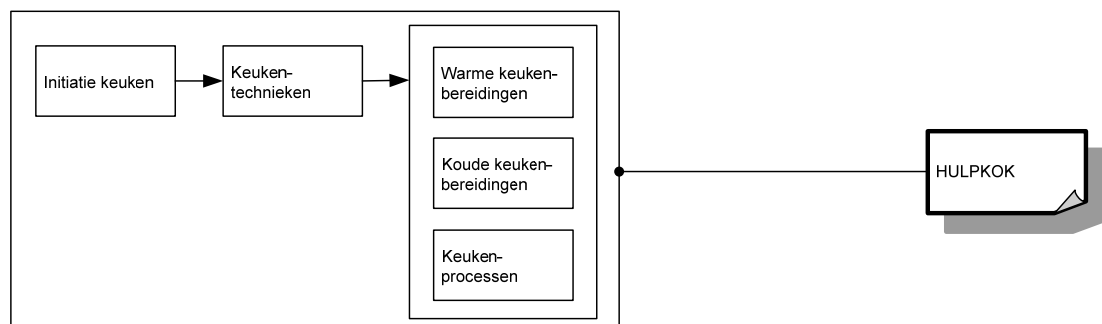 Initiatie keuken
Keuken-
technieken
Warme keuken-
bereidingen
Koude keuken-
bereidingen
Keuken-
processen
HULPKOK